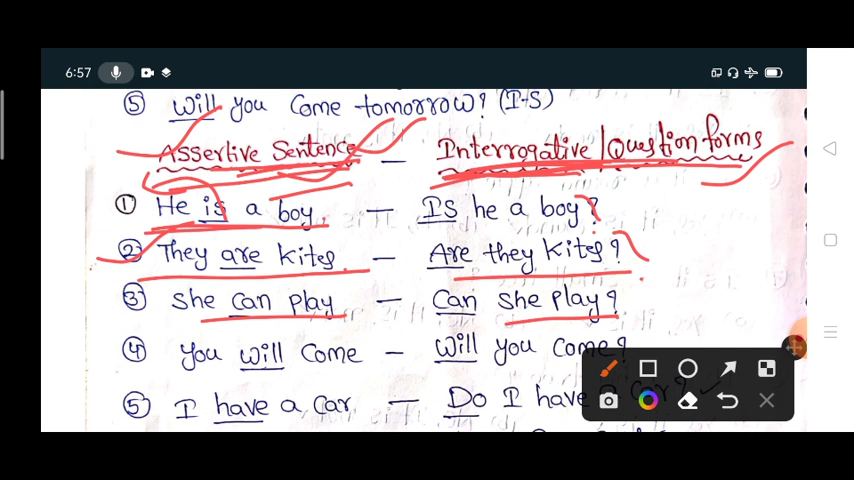 6:57
⑤ Will you Come tomorrow? (I-S)
Assertive Sentence — Interrogative/Question forms
① He is a boy. — Is he a boy?
② They are kites. — Are they kites?
③ She can play — Can she play?
④ You will Come — Will you come?
⑤ I have a car — Do I have a car?